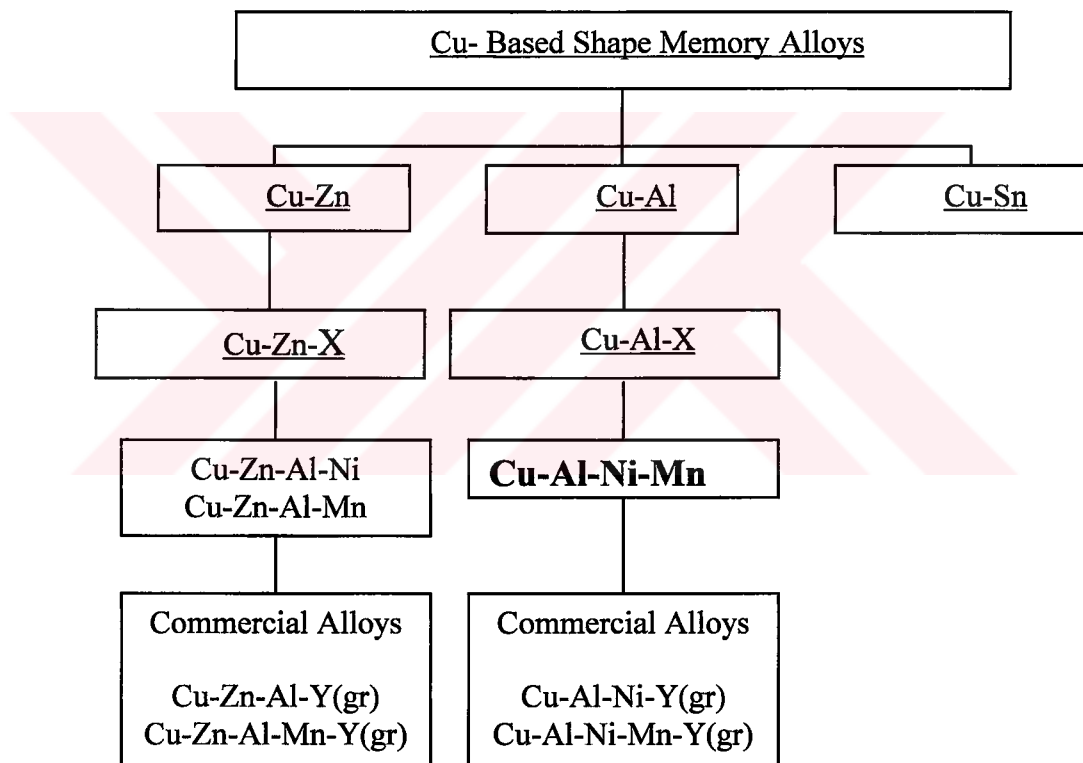 Cu- Based Shape Memory Alloys
Cu-Zn
Cu-Al
Cu-Sn
Cu-Zn-X
Cu-Al-X
Cu-Zn-Al-Ni
Cu-Zn-Al-Mn
Cu-Al-Ni-Mn
Commercial Alloys
Cu-Zn-Al-Y(gr)
Cu-Zn-Al-Mn-Y(gr)
Commercial Alloys
Cu-Al-Ni-Y(gr)
Cu-Al-Ni-Mn-Y(gr)